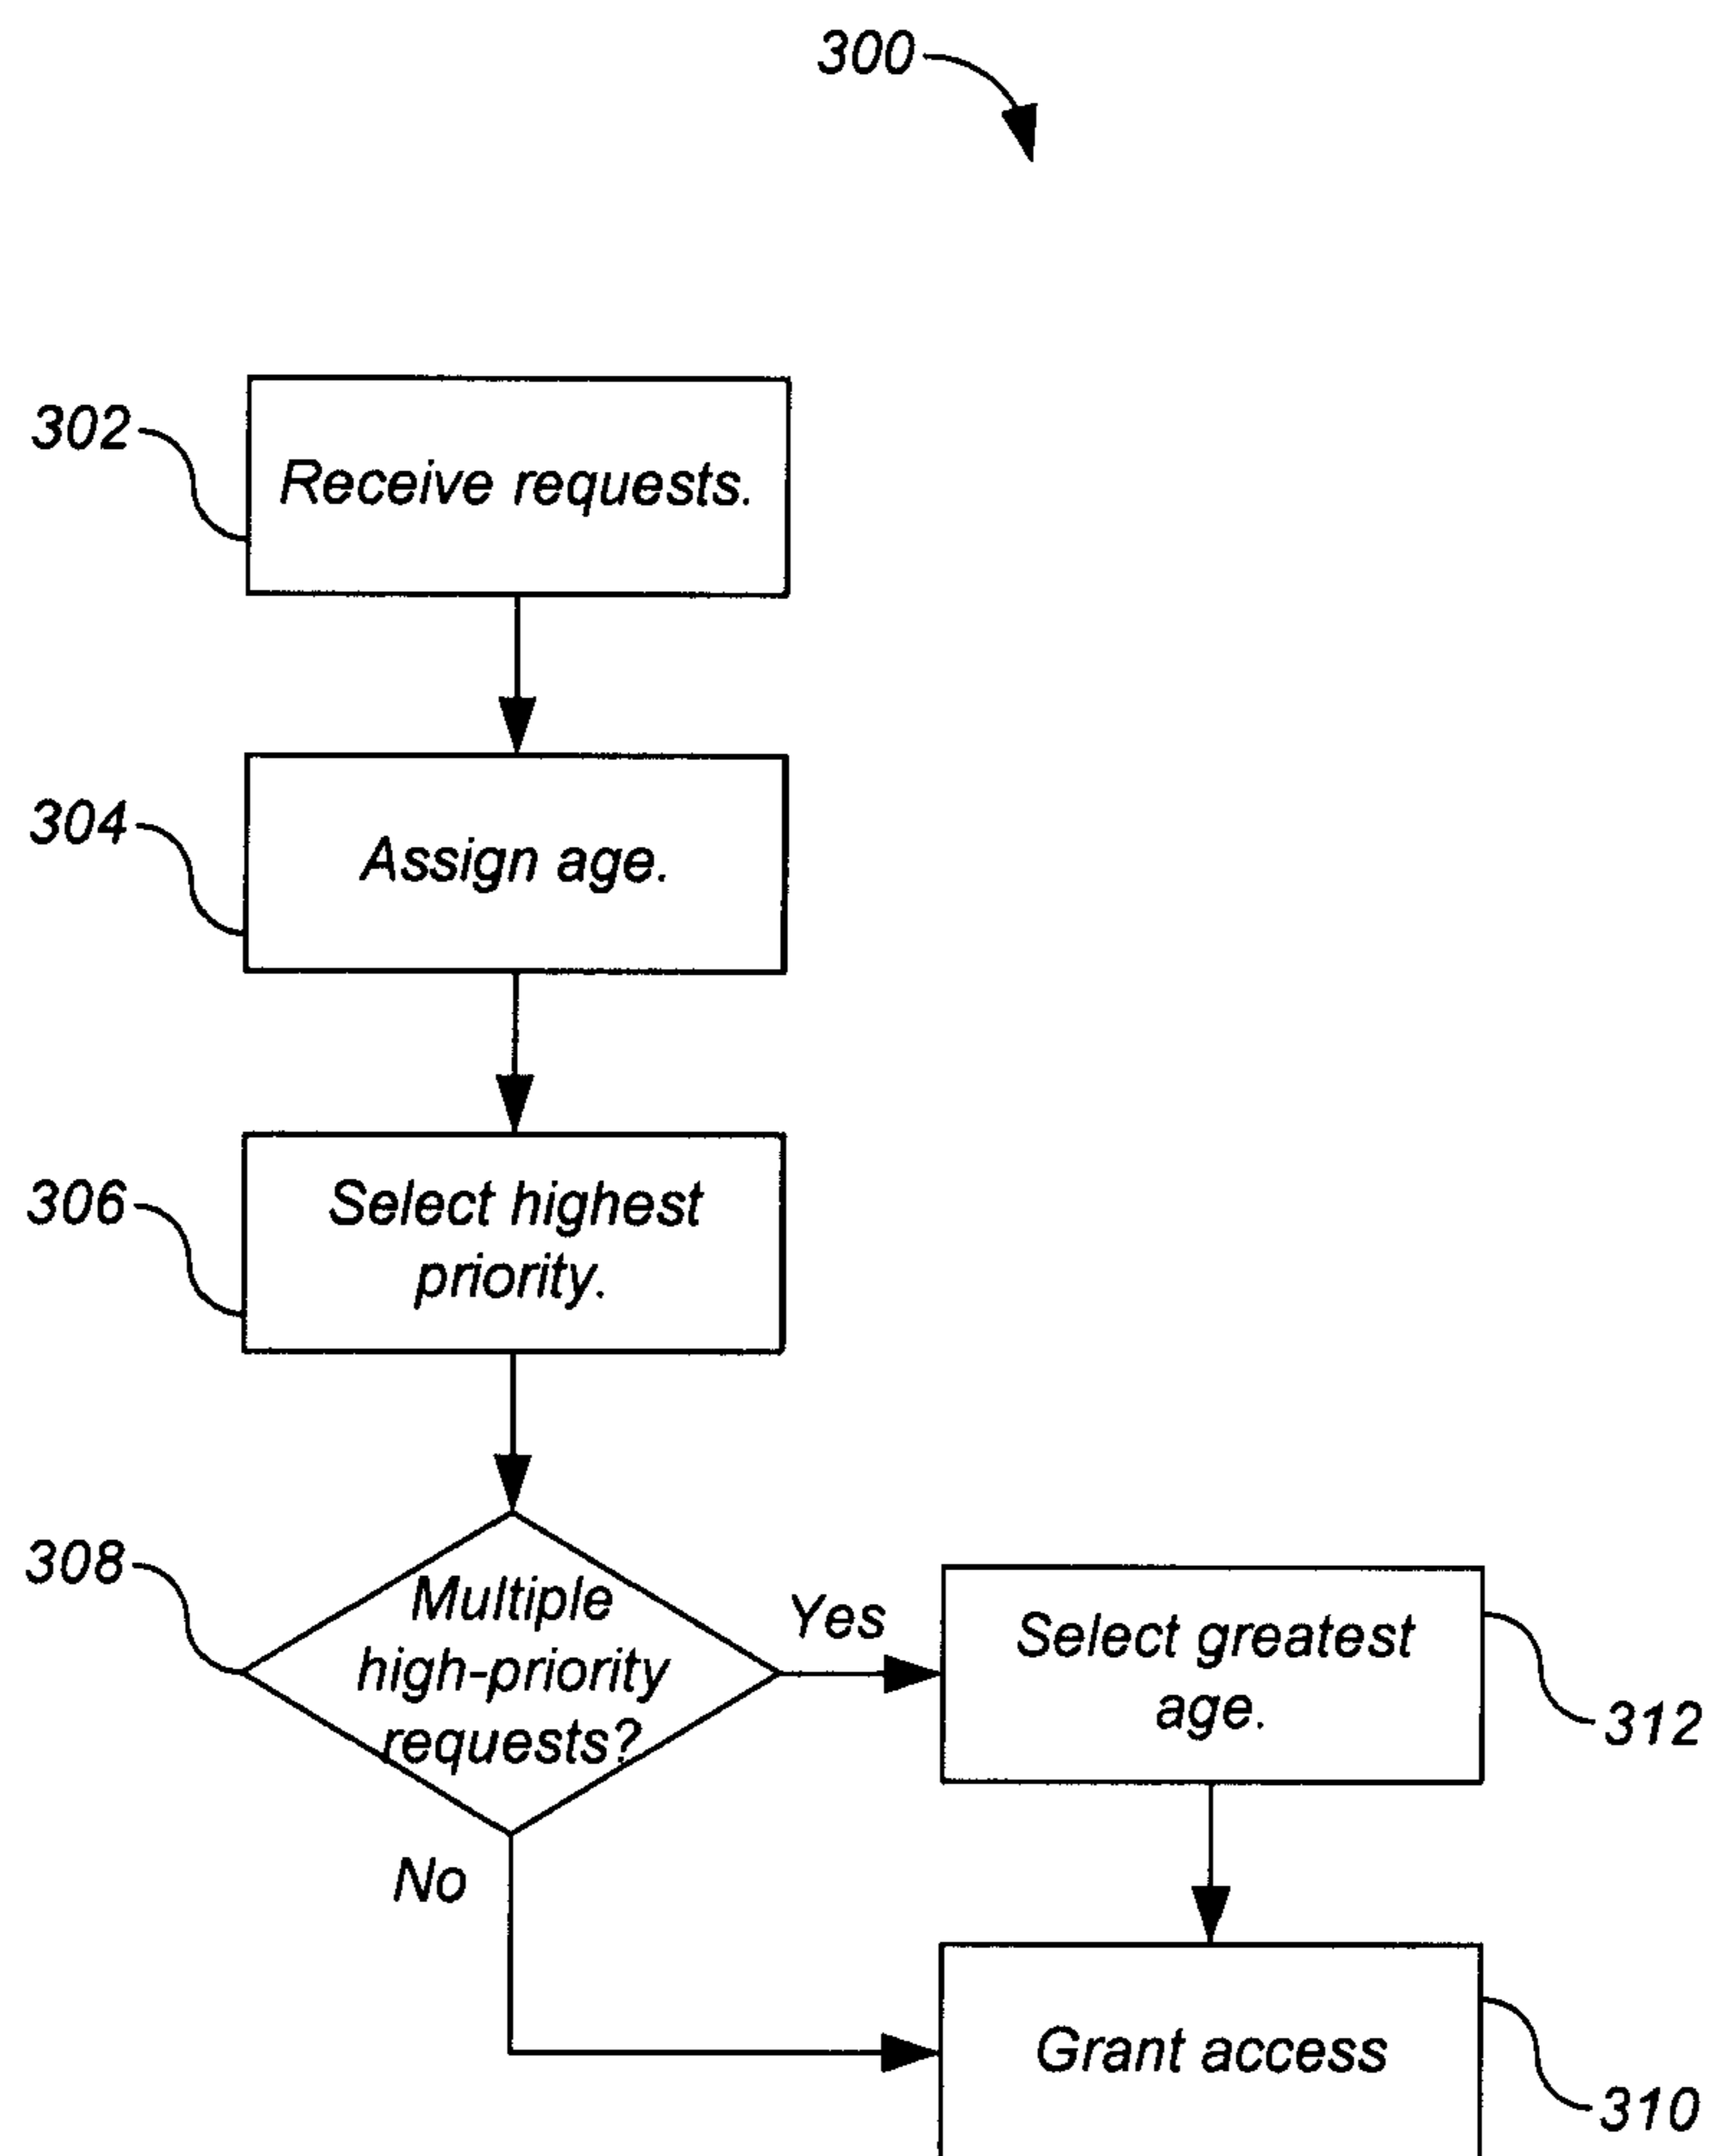 300
302
Receive requests.
304
Assign age.
306
Select highest
priority.
308
Multiple
high-priority
requests?
Yes
Select greatest
age.
312
No
Grant access
310